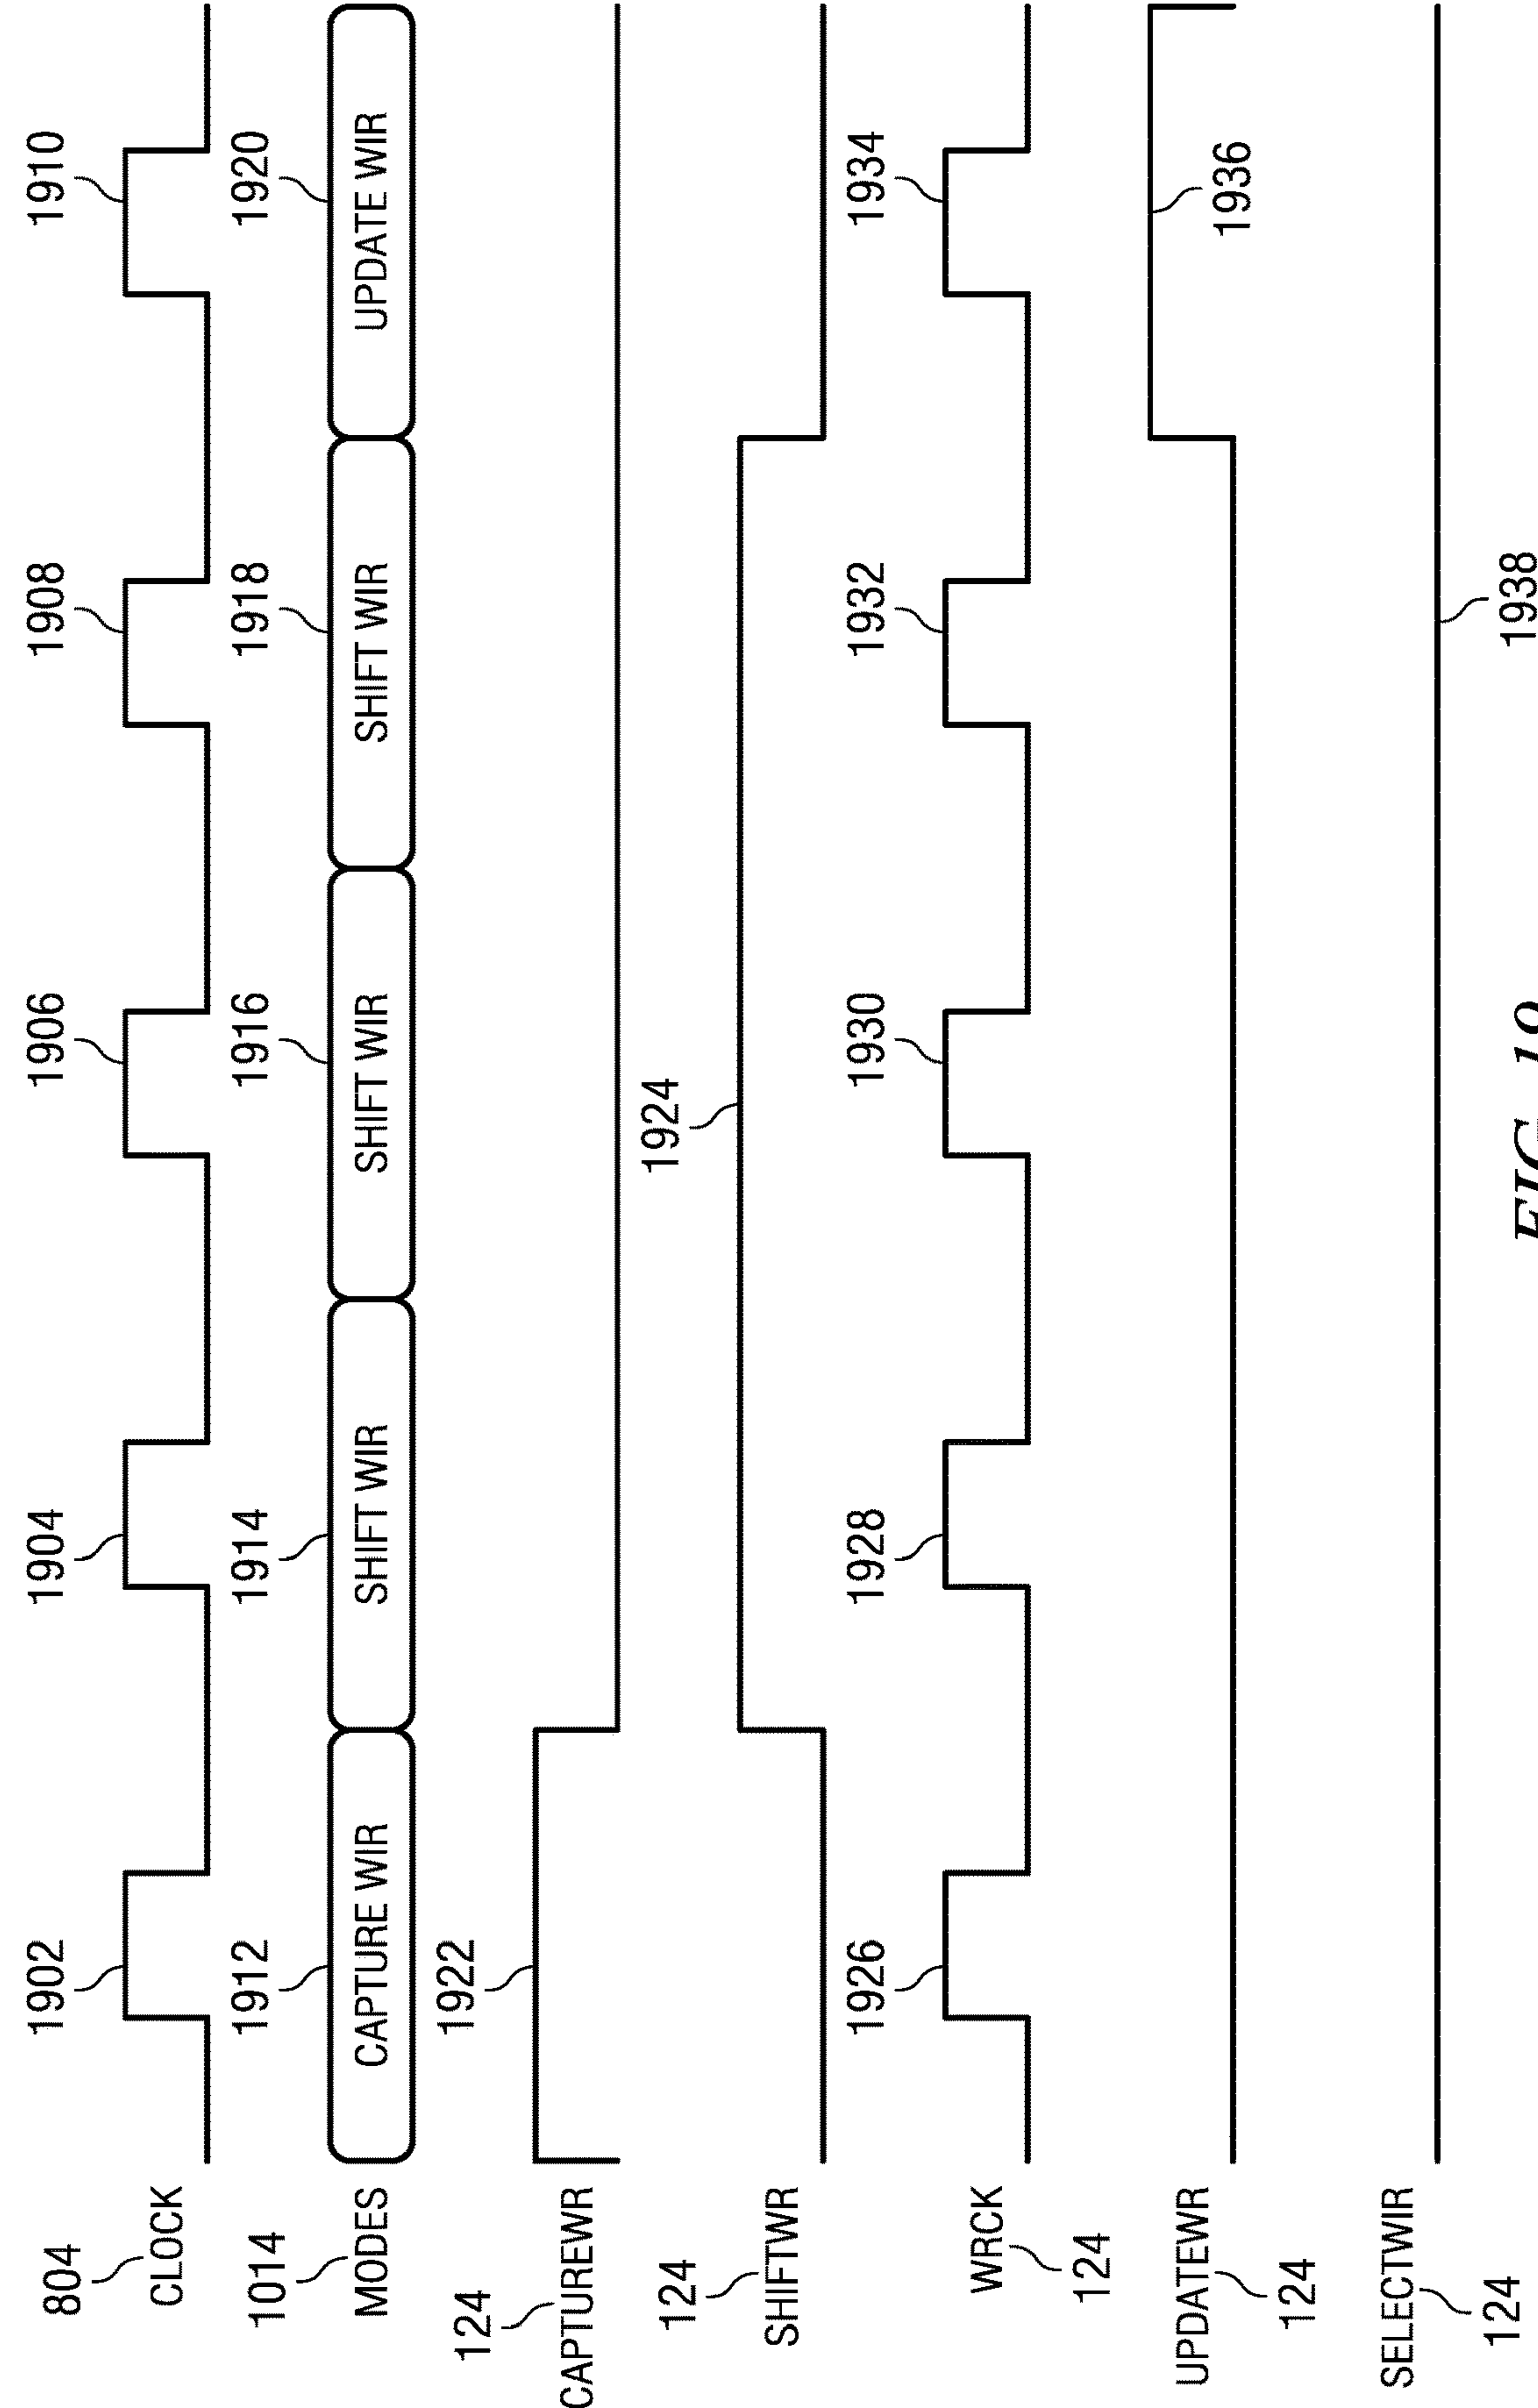 1902 1904 1906 1908 1910
804
CLOCK
1912 1914 1916 1918 1920
1014
MODES CAPTURE WIR SHIFT WIR SHIFT WIR SHIFT WIR UPDATE WIR
1922
124
CAPTUREWR
1924
124
SHIFTWR
1926 1928 1930 1932 1934
WRCK
124
UPDATEWR
1936
124
SELECTWIR
1938
124
FIG. 19